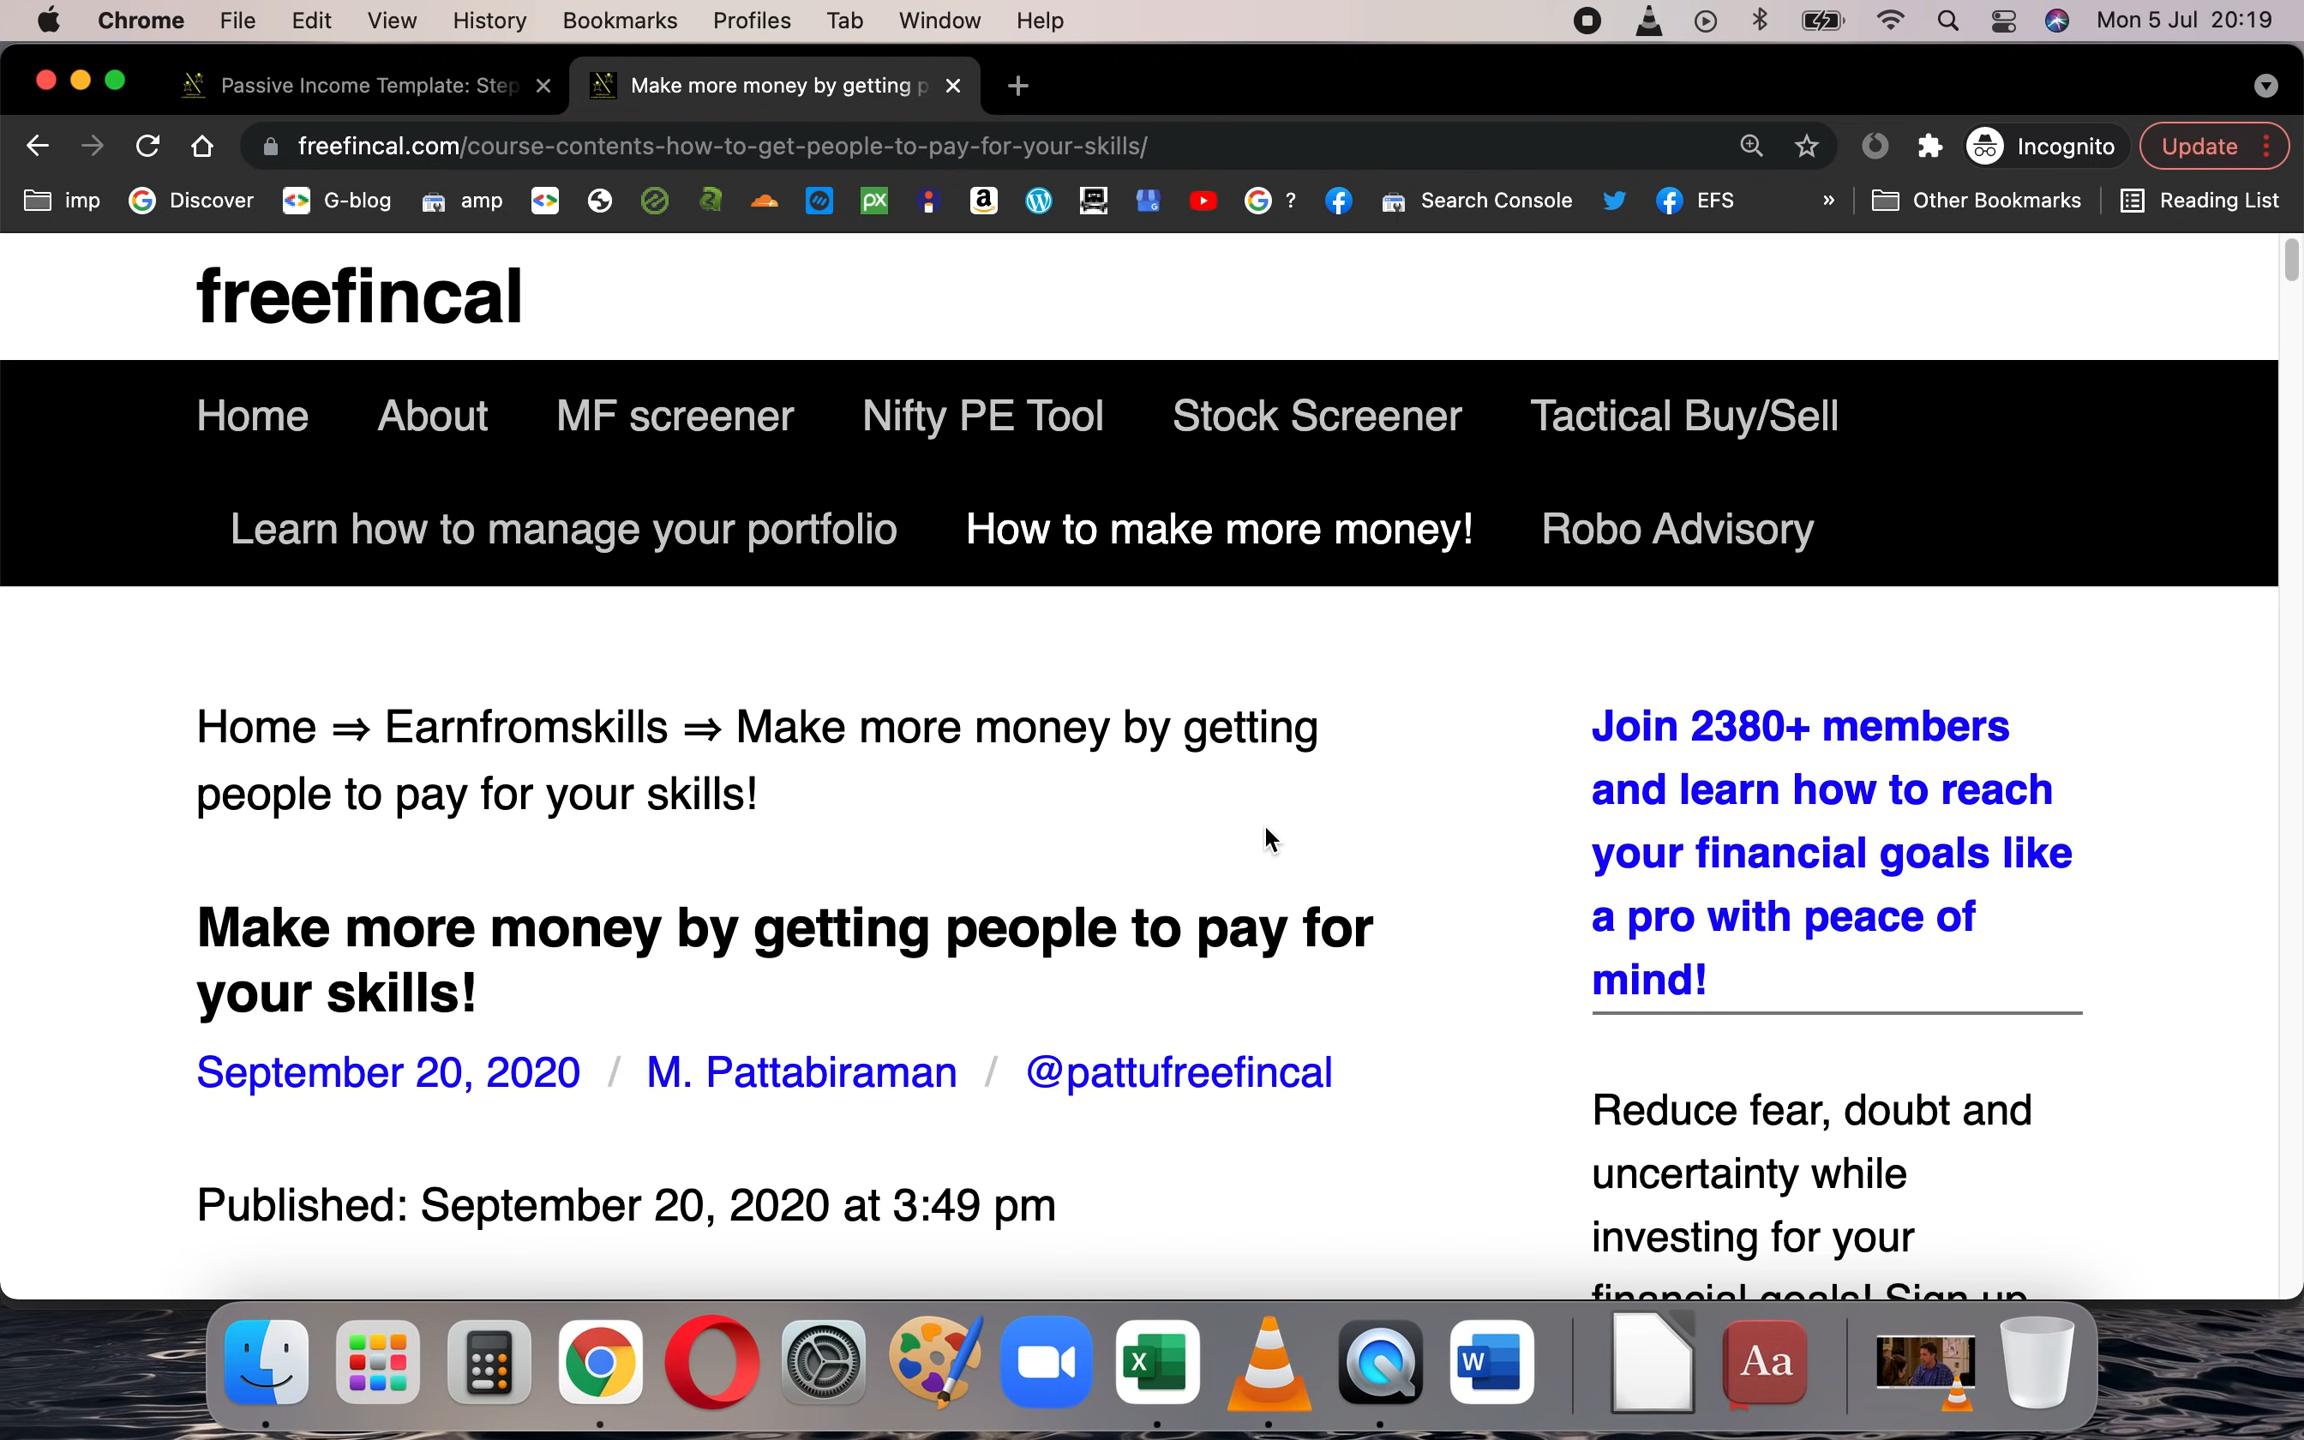 Chrome File Edit View History Bookmarks Profiles Tab Window Help Mon 5 Jul 20:19
Passive Income Template: Step Make more money by getting p
freefincal.com/course-contents-how-to-get-people-to-pay-for-your-skills/ Incognito Update
imp Discover G-blog amp ? Search Console EFS » Other Bookmarks Reading List
freefincal
Home About MF screener Nifty PE Tool Stock Screener Tactical Buy/Sell
Learn how to manage your portfolio How to make more money! Robo Advisory
Home ⇒ Earnfromskills ⇒ Make more money by getting
people to pay for your skills!
Make more money by getting people to pay for
your skills!
September 20, 2020 / M. Pattabiraman / @pattufreefincal
Published: September 20, 2020 at 3:49 pm
Join 2380+ members
and learn how to reach
your financial goals like
a pro with peace of
mind!
Reduce fear, doubt and
uncertainty while
investing for your
financial goals! Sign up